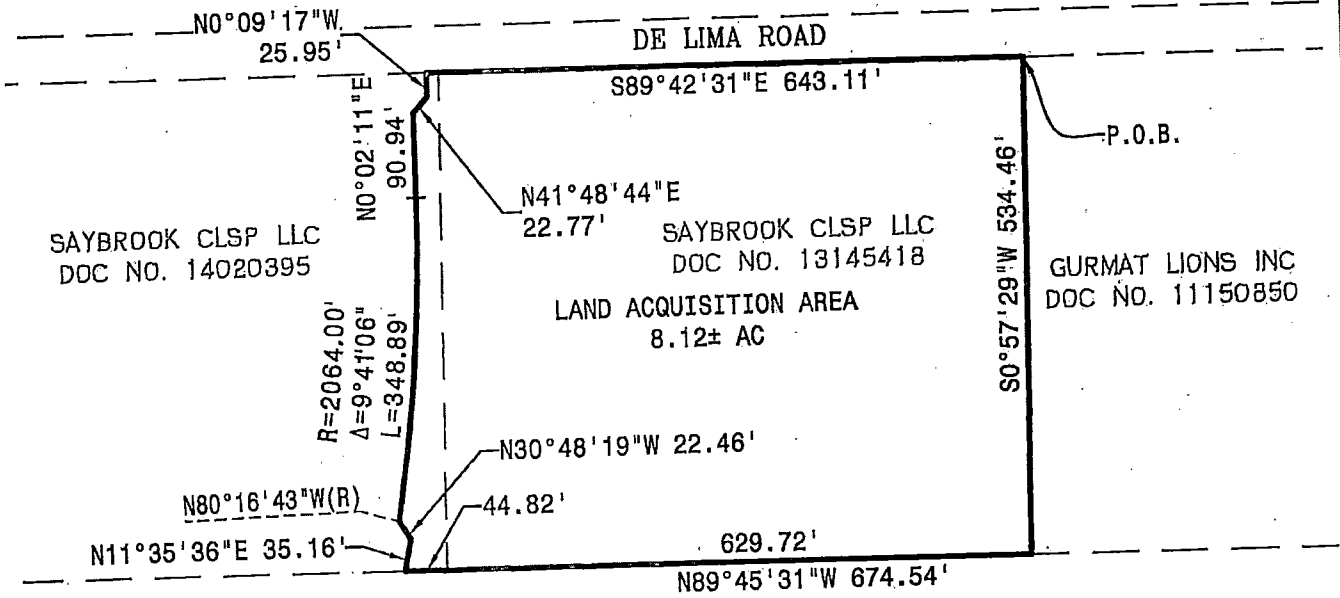 N0°09'17"W
25.95'
DE LIMA ROAD
S89°42'31"E 643.11'
P.O.B.
N0°02'11"E
90.94'
N41°48'44"E
22.77'
SAYBROOK CLSP LLC
DOC NO. 14020395
SAYBROOK CLSP LLC
DOC NO. 13145418
LAND ACQUISITION AREA
8.12± AC
S0°57'29"W 534.46'
GURMAT LIONS INC
DOC NO. 11150850
R=2064.00'
Δ=9°41'06"
L=348.89'
N30°48'19"W 22.46'
N80°16'43"W(R)
44.82'
N11°35'36"E 35.16'
629.72'
N89°45'31"W 674.54'